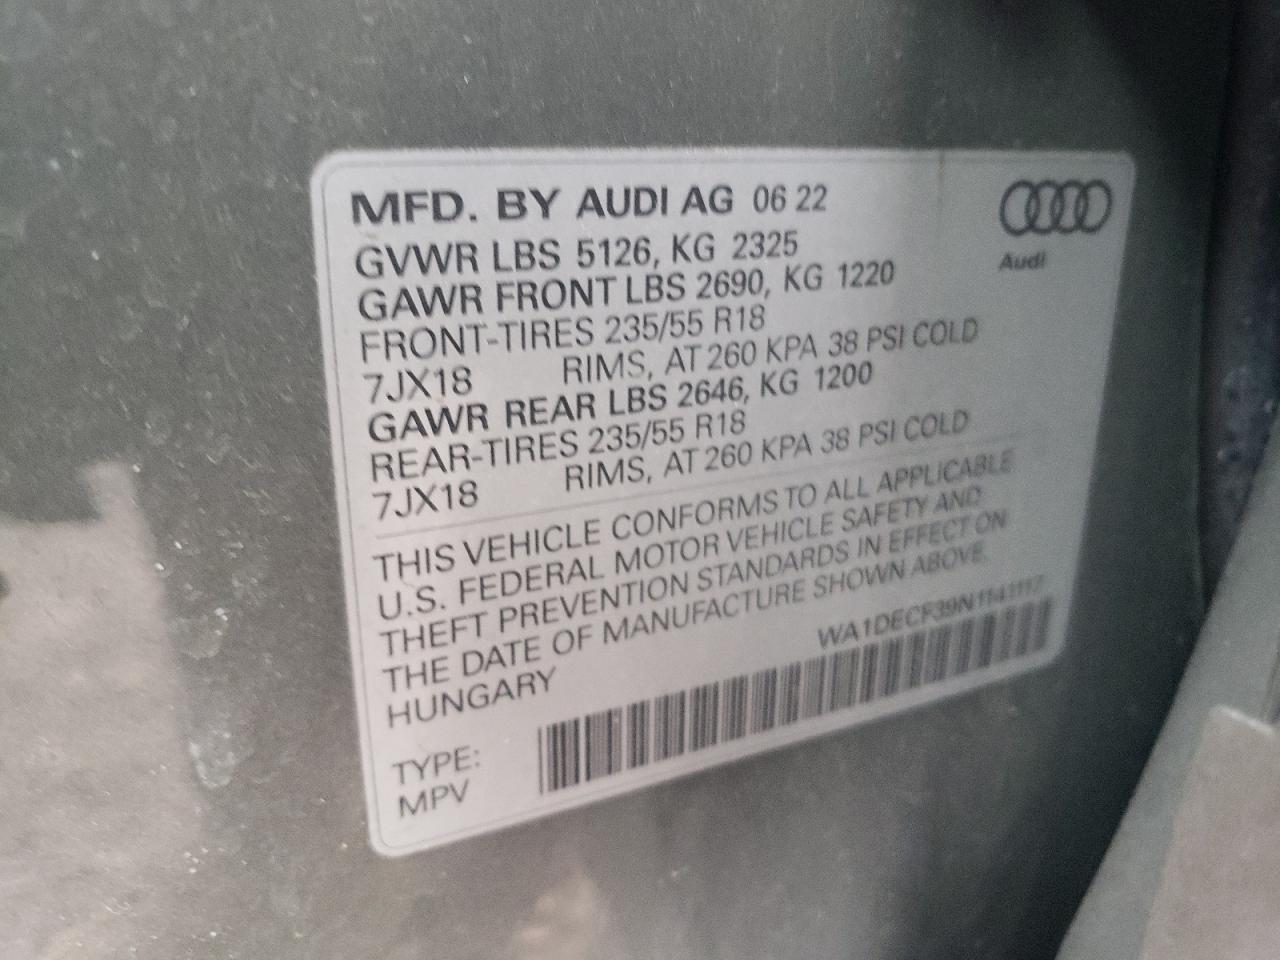 MFD. BY AUDI AG 06 22
Audi
GVWR LBS 5126, KG 2325
GAWR FRONT LBS 2690, KG 1220
FRONT-TIRES 235/55 R18
7JX18 RIMS, AT 260 KPA 38 PSI COLD
GAWR REAR LBS 2646, KG 1200
REAR-TIRES 235/55 R18
7JX18 RIMS, AT 260 KPA 38 PSI COLD
THIS VEHICLE CONFORMS TO ALL APPLICABLE
U.S. FEDERAL MOTOR VEHICLE SAFETY AND
THEFT PREVENTION STANDARDS IN EFFECT ON
THE DATE OF MANUFACTURE SHOWN ABOVE.
HUNGARY
WA1DECF39N1141117
TYPE:
MPV